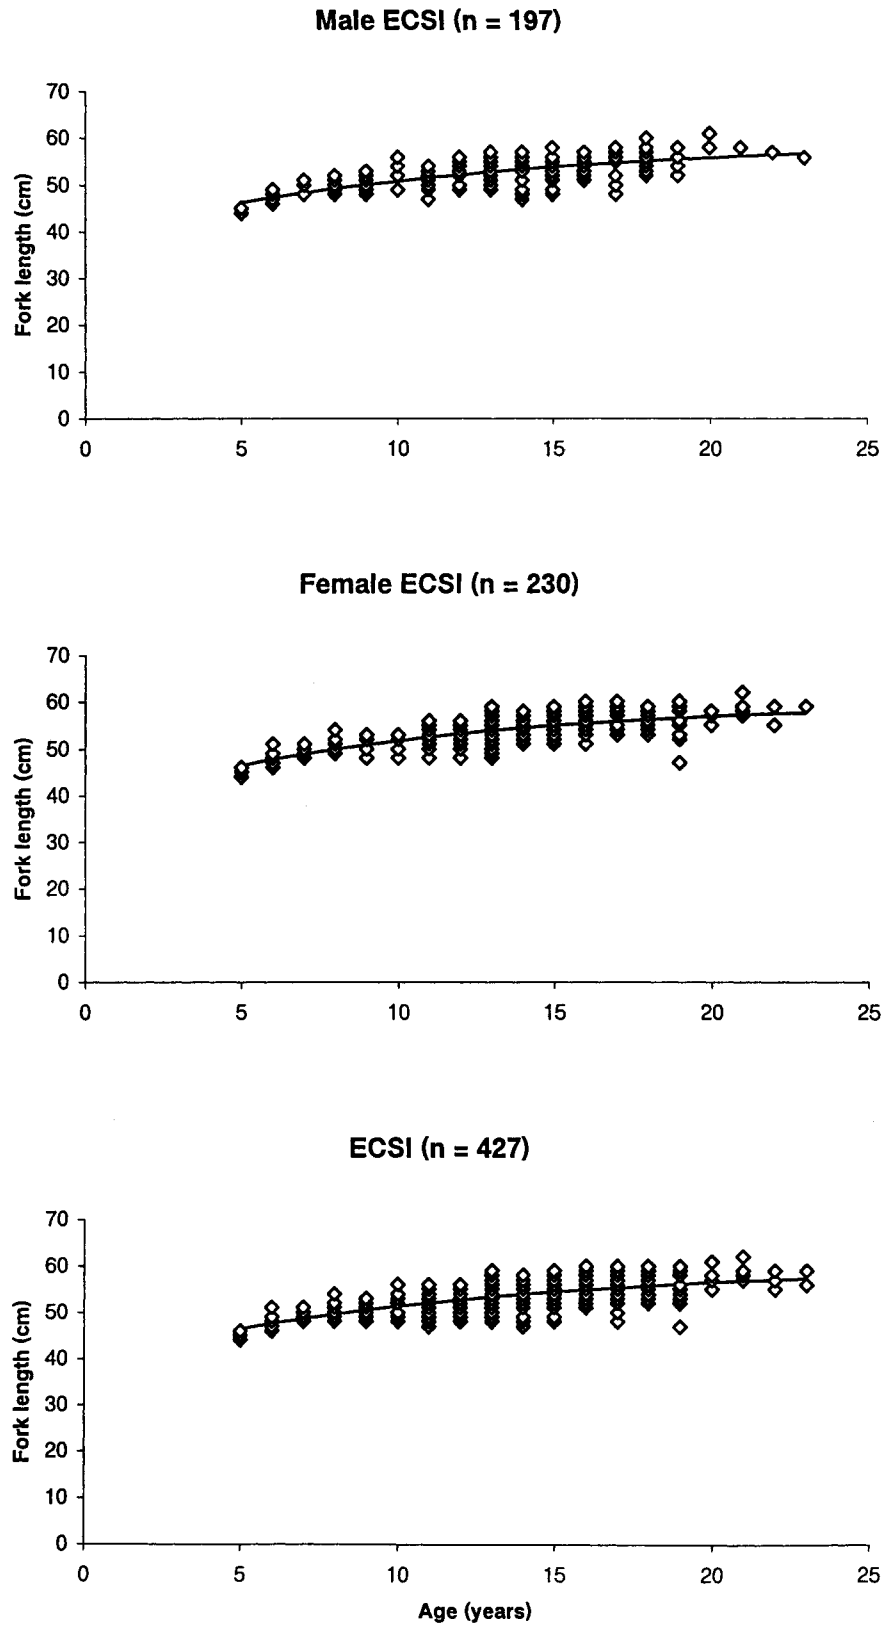 Male ECSI (n = 197)
70
60
50
40
30
20
10
0
Fork length (cm)
0 5 10 15 20 25
Female ECSI (n = 230)
70
60
50
40
30
20
10
0
Fork length (cm)
0 5 10 15 20 25
ECSI (n = 427)
70
60
50
40
30
20
10
0
Fork length (cm)
0 5 10 15 20 25
Age (years)